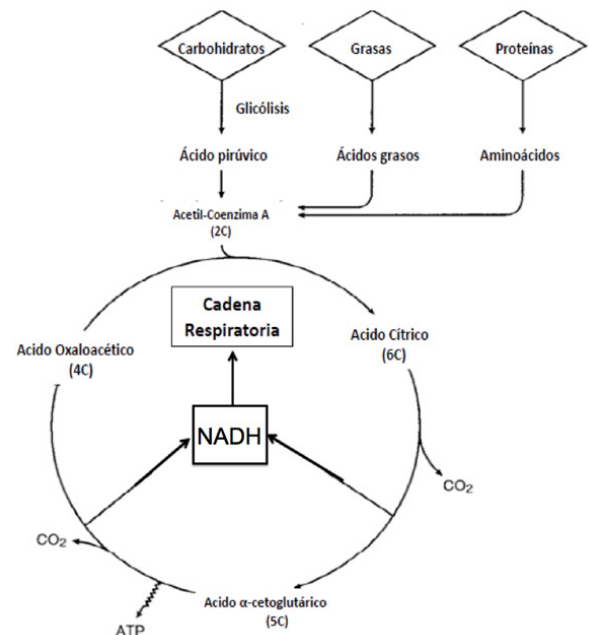 Carbohidratos
Grasas
Proteínas
Glicólisis
Ácido pirúvico
Ácidos grasos
Aminoácidos
Acetil-Coenzima A
(2C)
Cadena
Respiratoria
Acido Oxaloacético
(4C)
Acido Cítrico
(6C)
NADH
CO2
CO2
Acido α-cetoglutárico
(5C)
ATP